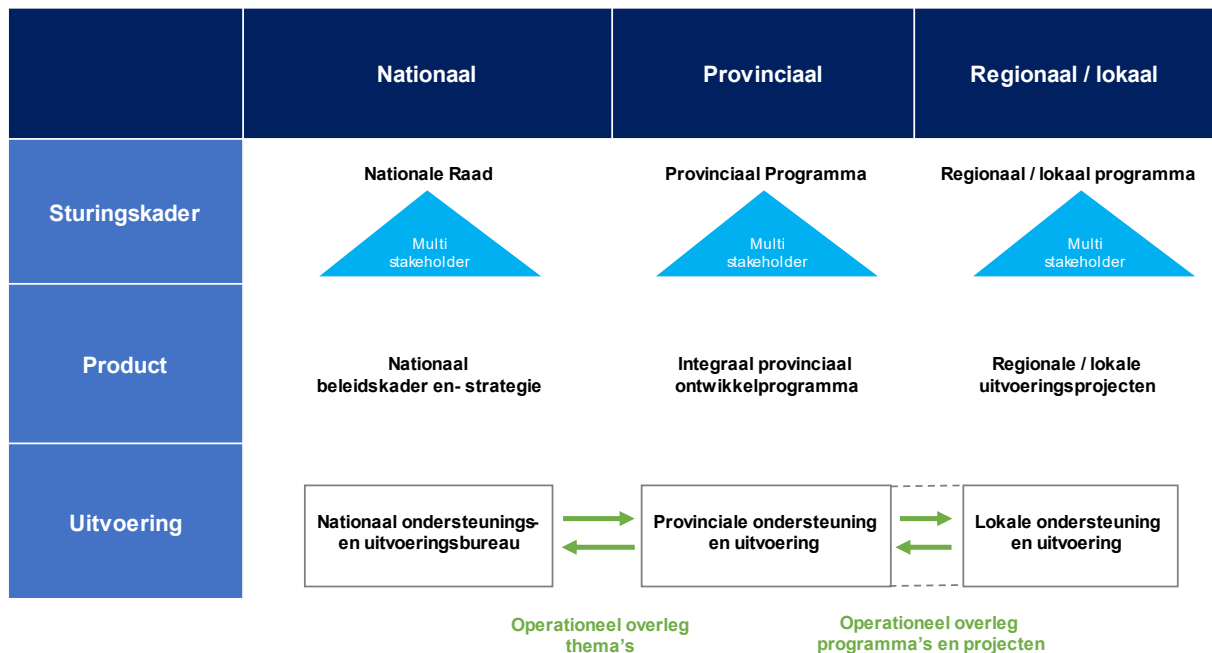 Nationaal
Provinciaal
Regionaal / lokaal
Sturingskader
Nationale Raad
Provinciaal Programma
Regionaal / lokaal programma
Multi
stakeholder
Multi
stakeholder
Multi
stakeholder
Product
Nationaal
beleidskader en- strategie
Integraal provinciaal
ontwikkelprogramma
Regionale / lokale
uitvoeringsprojecten
Uitvoering
Nationaal ondersteunings-
en uitvoeringsbureau
Provinciale ondersteuning
en uitvoering
Lokale ondersteuning
en uitvoering
Operationeel overleg
thema's
Operationeel overleg
programma's en projecten